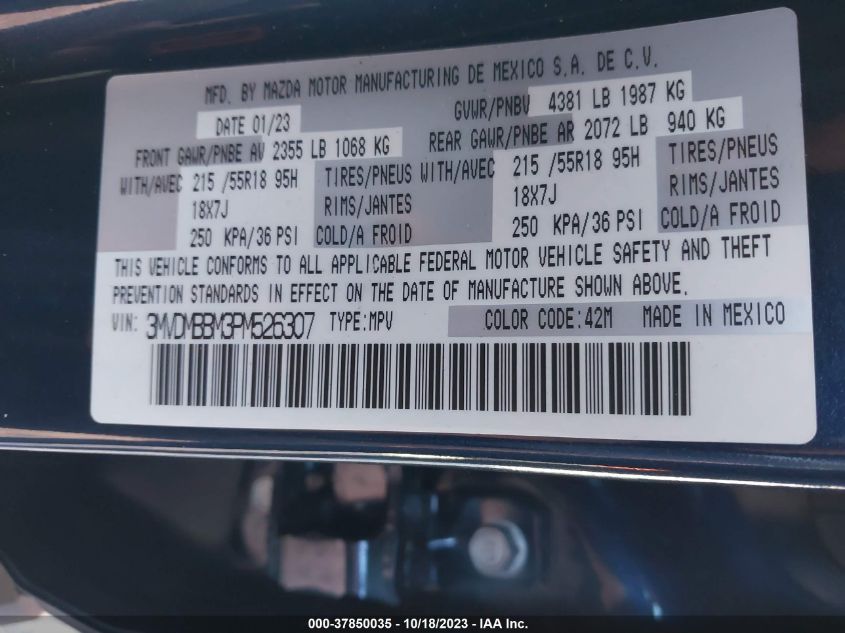 MFD. BY MAZDA MOTOR MANUFACTURING DE MEXICO S.A. DE C.V.
DATE 01/23 GVWR/PNBV 4381 LB 1987 KG
FRONT GAWR/PNBE AV 2355 LB 1068 KG REAR GAWR/PNBE AR 2072 LB 940 KG
WITH/AVEC 215 /55R18 95H TIRES/PNEUS WITH/AVEC 215 /55R18 95H TIRES/PNEUS
18X7J RIMS/JANTES 18X7J RIMS/JANTES
250 KPA/36 PSI COLD/A FROID 250 KPA/36 PSI COLD/A FROID
THIS VEHICLE CONFORMS TO ALL APPLICABLE FEDERAL MOTOR VEHICLE SAFETY AND THEFT
PREVENTION STANDARDS IN EFFECT ON THE DATE OF MANUFACTURE SHOWN ABOVE.
VIN: 3MVDMBBM3PM526307 TYPE:MPV COLOR CODE:42M MADE IN MEXICO
000-37850035 - 10/18/2023 - IAA Inc.